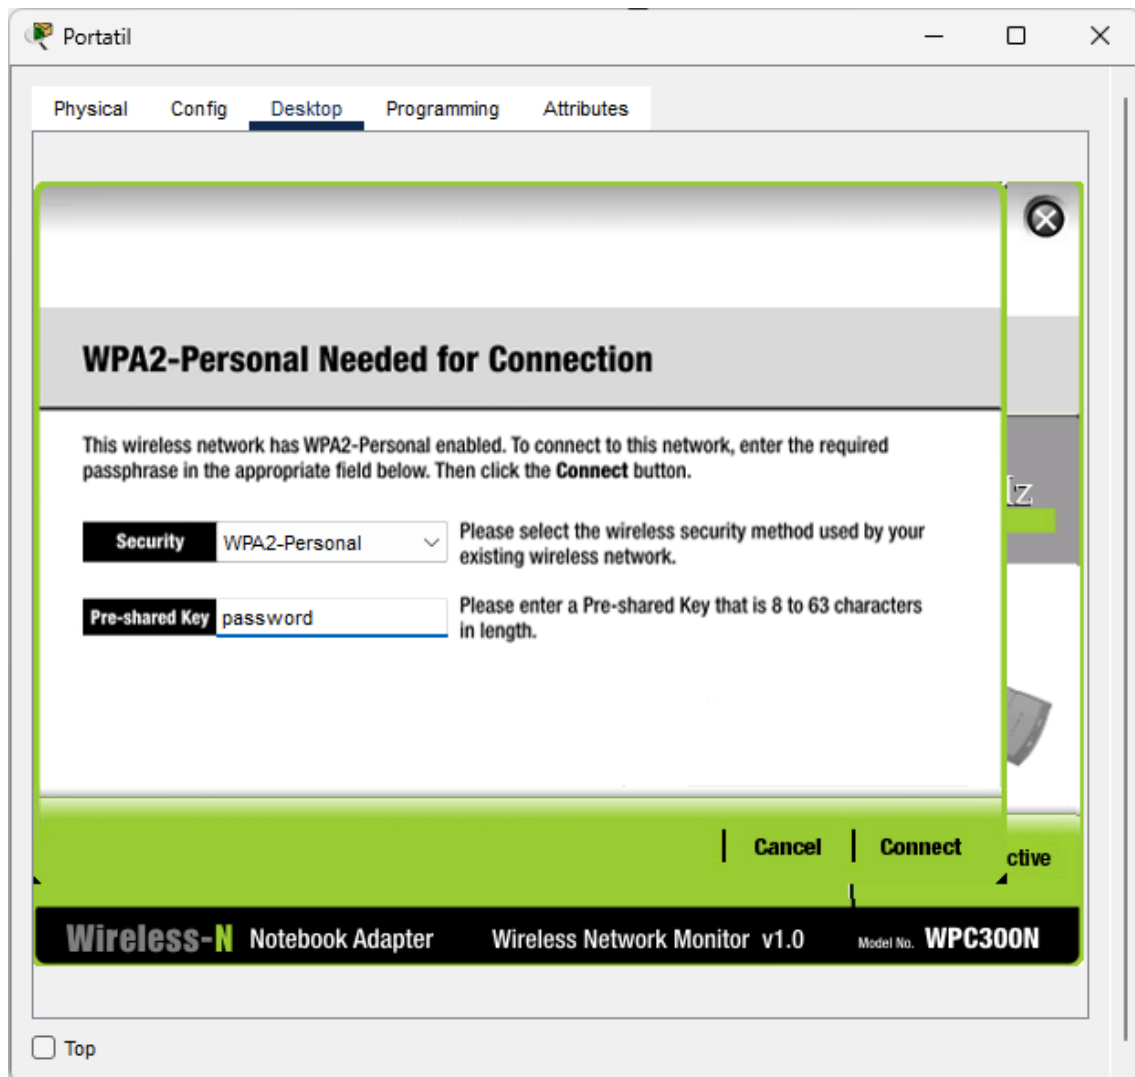 Portatil
Physical Config Desktop Programming Attributes
WPA2-Personal Needed for Connection
This wireless network has WPA2-Personal enabled. To connect to this network, enter the required
passphrase in the appropriate field below. Then click the Connect button.
Security WPA2-Personal Please select the wireless security method used by your
existing wireless network.
Pre-shared Key password Please enter a Pre-shared Key that is 8 to 63 characters
in length.
Cancel Connect
ctive
Wireless-N Notebook Adapter Wireless Network Monitor v1.0 Model No. WPC300N
Top